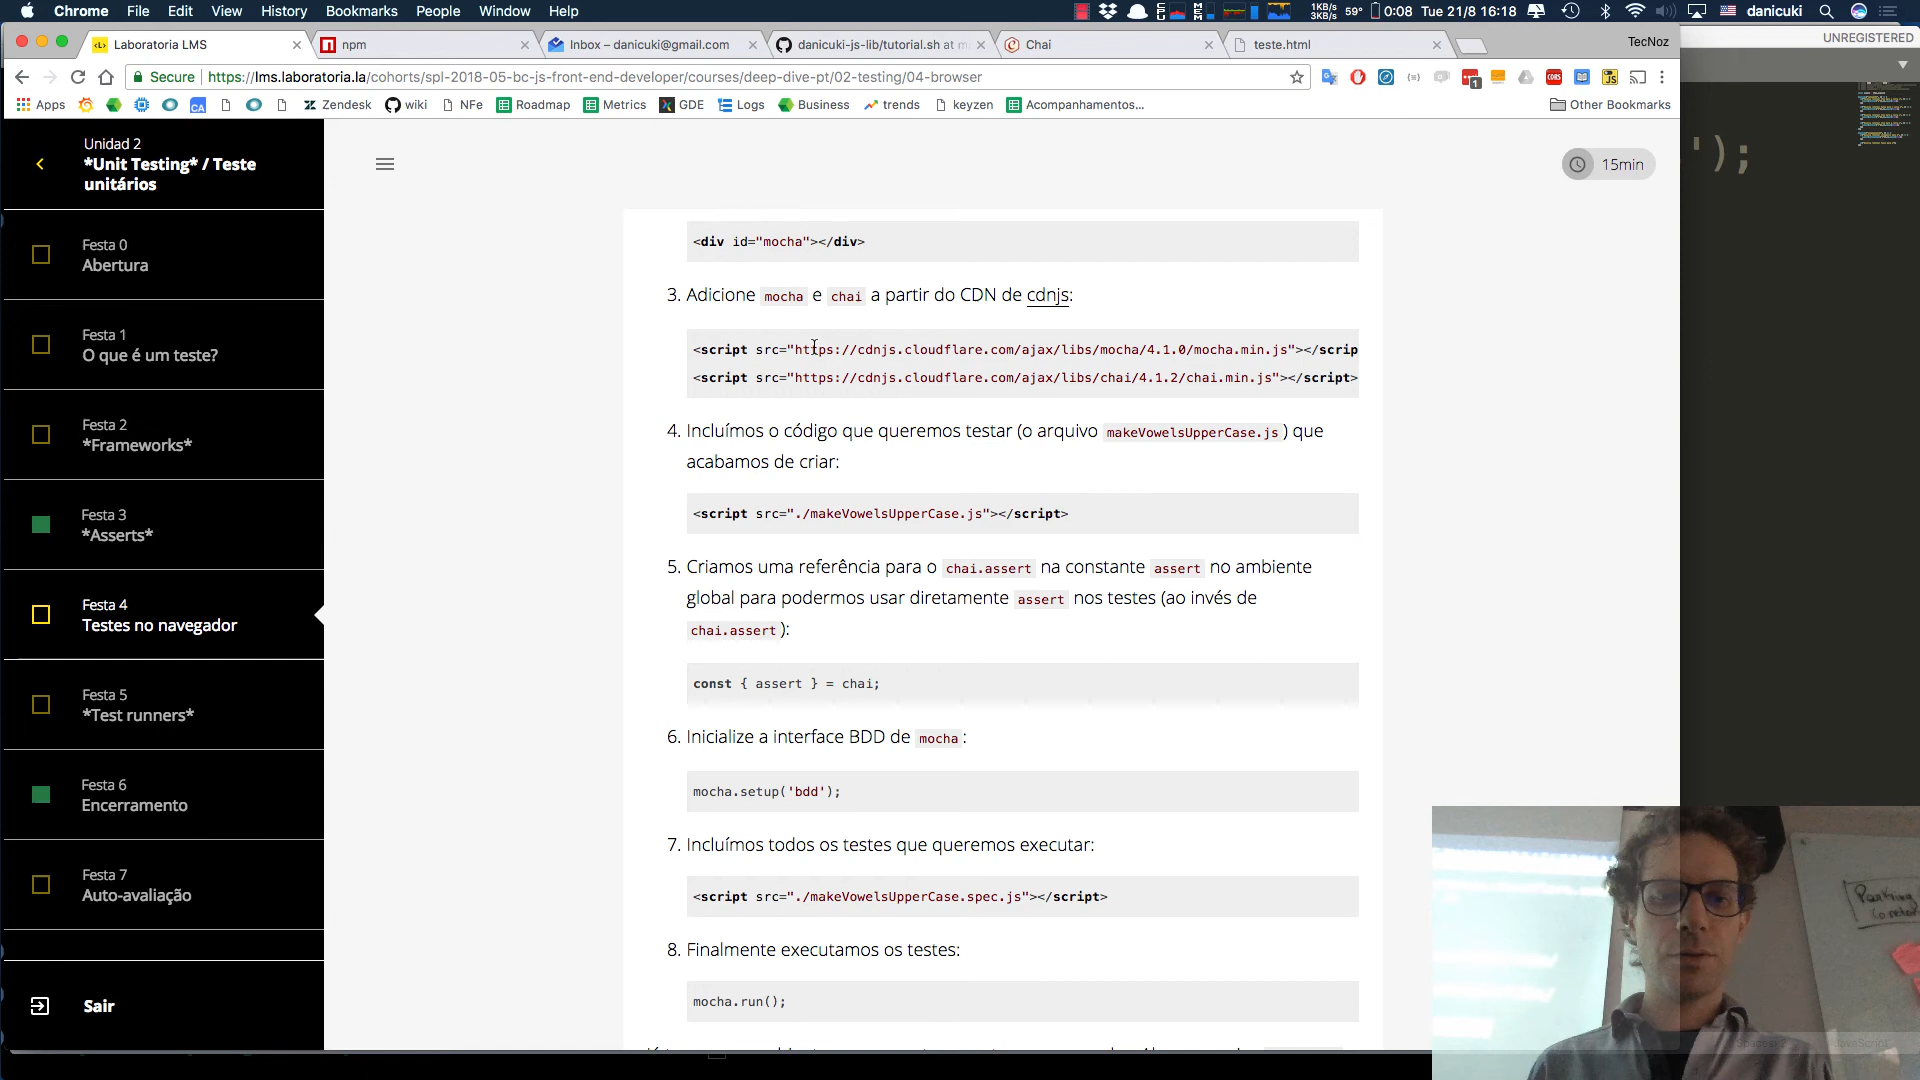 Chrome File Edit View History Bookmarks People Window Help
1KB/s
3KB/s
59° 0:08 Tue 21/8 16:18 danicuki
Laboratoria LMS
npm
Inbox – danicuki@gmail.com
danicuki-js-lib/tutorial.sh at m
Chai
teste.html
TecNoz
UNREGISTERED
Secure https://lms.laboratoria.la/cohorts/spl-2018-05-bc-js-front-end-developer/courses/deep-dive-pt/02-testing/04-browser
Apps CA Zendesk wiki NFe Roadmap Metrics GDE Logs Business trends keyzen Acompanhamentos... Other Bookmarks
Unidad 2
*Unit Testing* / Teste
unitários
Festa 0
Abertura
Festa 1
O que é um teste?
Festa 2
*Frameworks*
Festa 3
*Asserts*
Festa 4
Testes no navegador
Festa 5
*Test runners*
Festa 6
Encerramento
Festa 7
Auto-avaliação
Sair
15min
');
<div id="mocha"></div>
3. Adicione mocha e chai a partir do CDN de cdnjs:
<script src="https://cdnjs.cloudflare.com/ajax/libs/mocha/4.1.0/mocha.min.js"></scrip
<script src="https://cdnjs.cloudflare.com/ajax/libs/chai/4.1.2/chai.min.js"></script>
4. Incluímos o código que queremos testar (o arquivo makeVowelsUpperCase.js) que
acabamos de criar:
<script src="./makeVowelsUpperCase.js"></script>
5. Criamos uma referência para o chai.assert na constante assert no ambiente
global para podermos usar diretamente assert nos testes (ao invés de
chai.assert):
const { assert } = chai;
6. Inicialize a interface BDD de mocha:
mocha.setup('bdd');
7. Incluímos todos os testes que queremos executar:
<script src="./makeVowelsUpperCase.spec.js"></script>
8. Finalmente executamos os testes:
mocha.run();
Parking